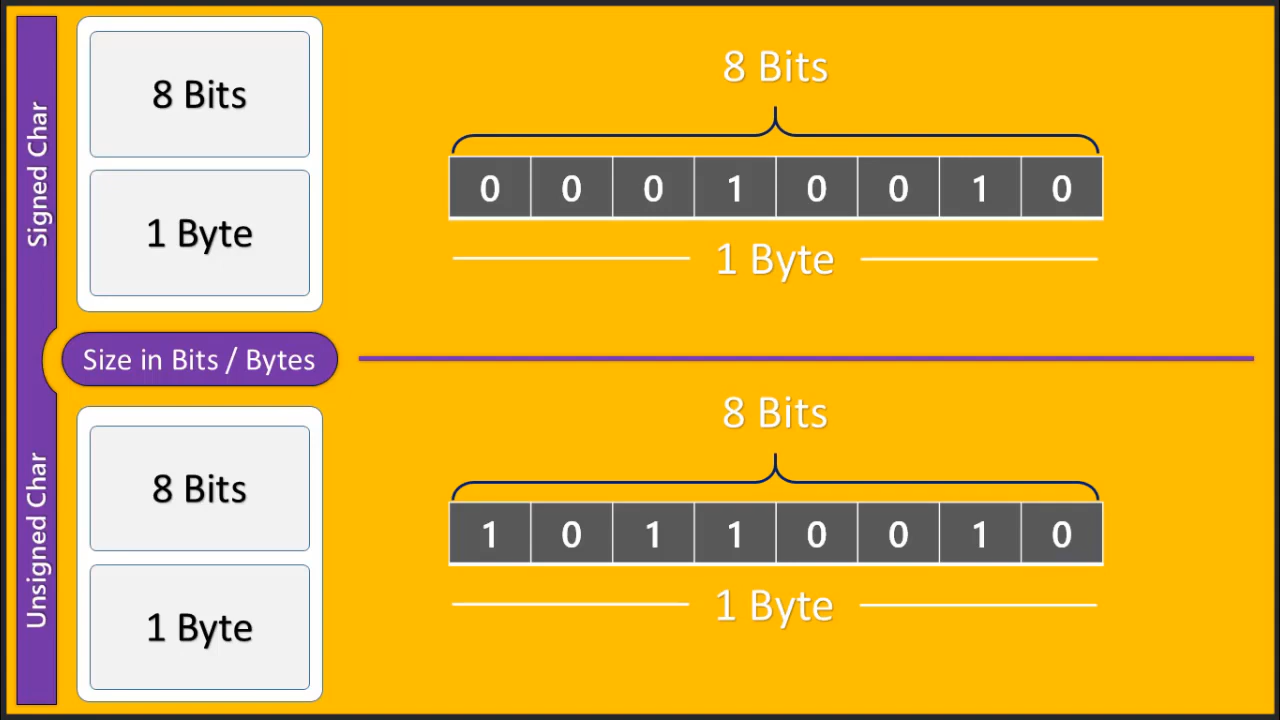 Signed Char
8 Bits
1 Byte
8 Bits
0 0 0 1 0 0 1 0
1 Byte
Size in Bits / Bytes
Unsigned Char
8 Bits
1 Byte
8 Bits
1 0 1 1 0 0 1 0
1 Byte